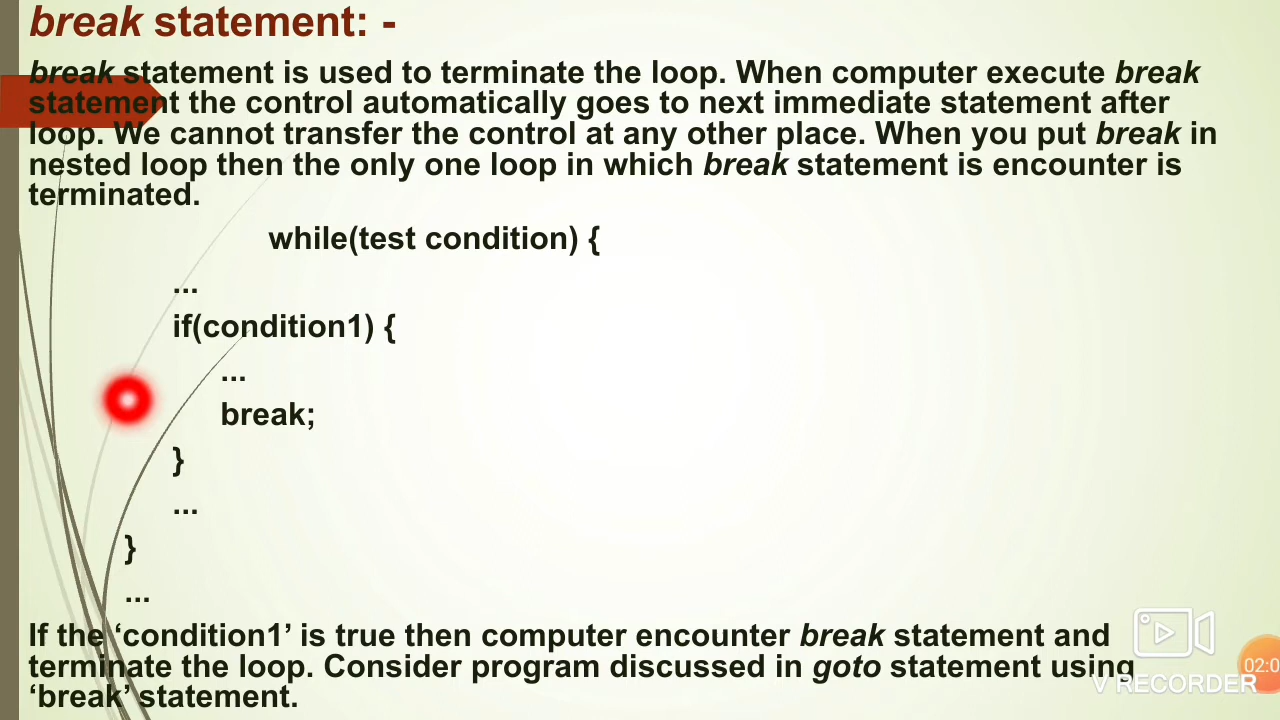 break statement: -
break statement is used to terminate the loop. When computer execute break
statement the control automatically goes to next immediate statement after
loop. We cannot transfer the control at any other place. When you put break in
nested loop then the only one loop in which break statement is encounter is
terminated.
while(test condition) {
...
if(condition1) {
...
break;
}
...
}
...
If the ‘condition1’ is true then computer encounter break statement and
terminate the loop. Consider program discussed in goto statement using
‘break’ statement.
02:0
V RECORDER